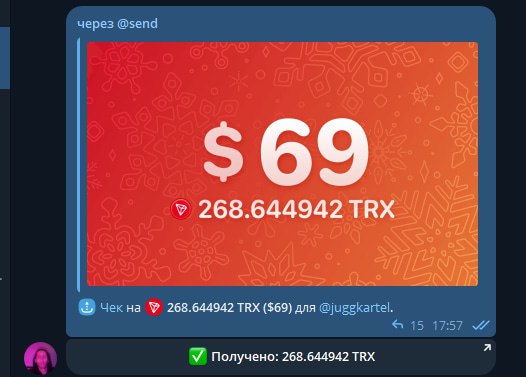 через @send
$ 69
268.644942 TRX
Чек на 268.644942 TRX ($69) для @juggkartel.
15 17:57
Получено: 268.644942 TRX